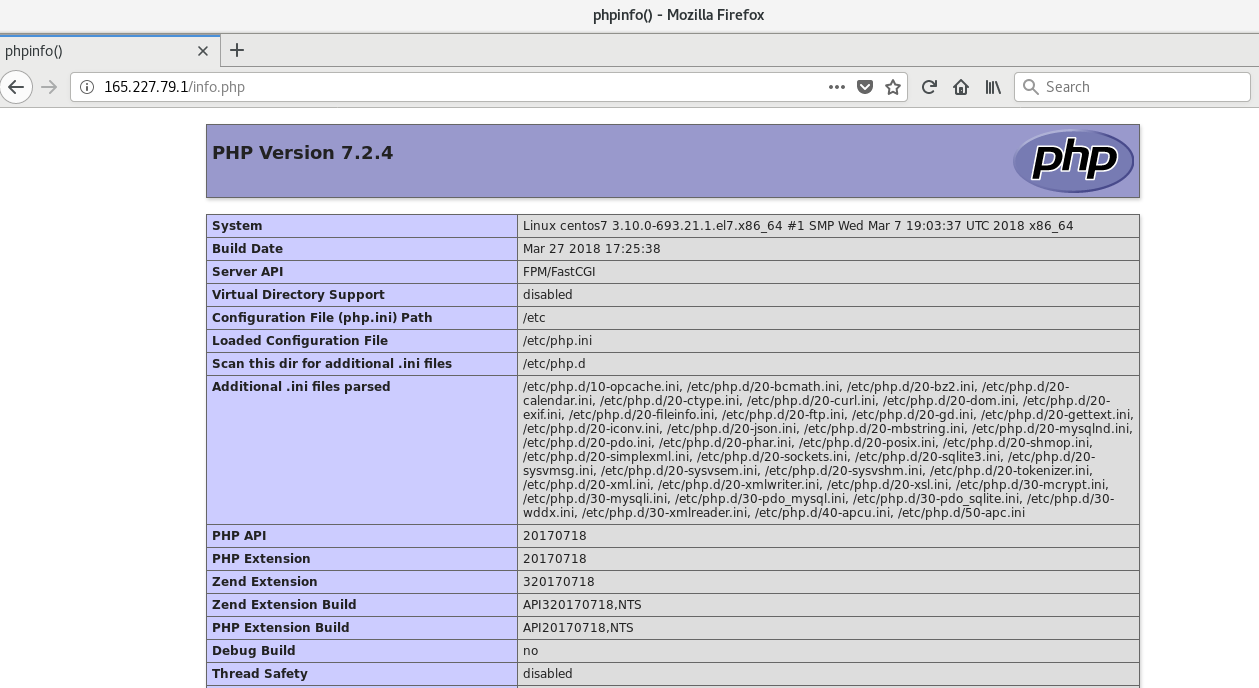 phpinfo() - Mozilla Firefox
phpinfo()
165.227.79.1/info.php
Search
PHP Version 7.2.4
php
System Linux centos7 3.10.0-693.21.1.el7.x86_64 #1 SMP Wed Mar 7 19:03:37 UTC 2018 x86_64
Build Date Mar 27 2018 17:25:38
Server API FPM/FastCGI
Virtual Directory Support disabled
Configuration File (php.ini) Path /etc
Loaded Configuration File /etc/php.ini
Scan this dir for additional .ini files /etc/php.d
Additional .ini files parsed /etc/php.d/10-opcache.ini, /etc/php.d/20-bcmath.ini, /etc/php.d/20-bz2.ini, /etc/php.d/20-
calendar.ini, /etc/php.d/20-ctype.ini, /etc/php.d/20-curl.ini, /etc/php.d/20-dom.ini, /etc/php.d/20-
exif.ini, /etc/php.d/20-fileinfo.ini, /etc/php.d/20-ftp.ini, /etc/php.d/20-gd.ini, /etc/php.d/20-gettext.ini,
/etc/php.d/20-iconv.ini, /etc/php.d/20-json.ini, /etc/php.d/20-mbstring.ini, /etc/php.d/20-mysqlnd.ini,
/etc/php.d/20-pdo.ini, /etc/php.d/20-phar.ini, /etc/php.d/20-posix.ini, /etc/php.d/20-shmop.ini,
/etc/php.d/20-simplexml.ini, /etc/php.d/20-sockets.ini, /etc/php.d/20-sqlite3.ini, /etc/php.d/20-
sysvmsg.ini, /etc/php.d/20-sysvsem.ini, /etc/php.d/20-sysvshm.ini, /etc/php.d/20-tokenizer.ini,
/etc/php.d/20-xml.ini, /etc/php.d/20-xmlwriter.ini, /etc/php.d/20-xsl.ini, /etc/php.d/30-mcrypt.ini,
/etc/php.d/30-mysqli.ini, /etc/php.d/30-pdo_mysql.ini, /etc/php.d/30-pdo_sqlite.ini, /etc/php.d/30-
wddx.ini, /etc/php.d/30-xmlreader.ini, /etc/php.d/40-apcu.ini, /etc/php.d/50-apc.ini
PHP API 20170718
PHP Extension 20170718
Zend Extension 320170718
Zend Extension Build API320170718,NTS
PHP Extension Build API20170718,NTS
Debug Build no
Thread Safety disabled